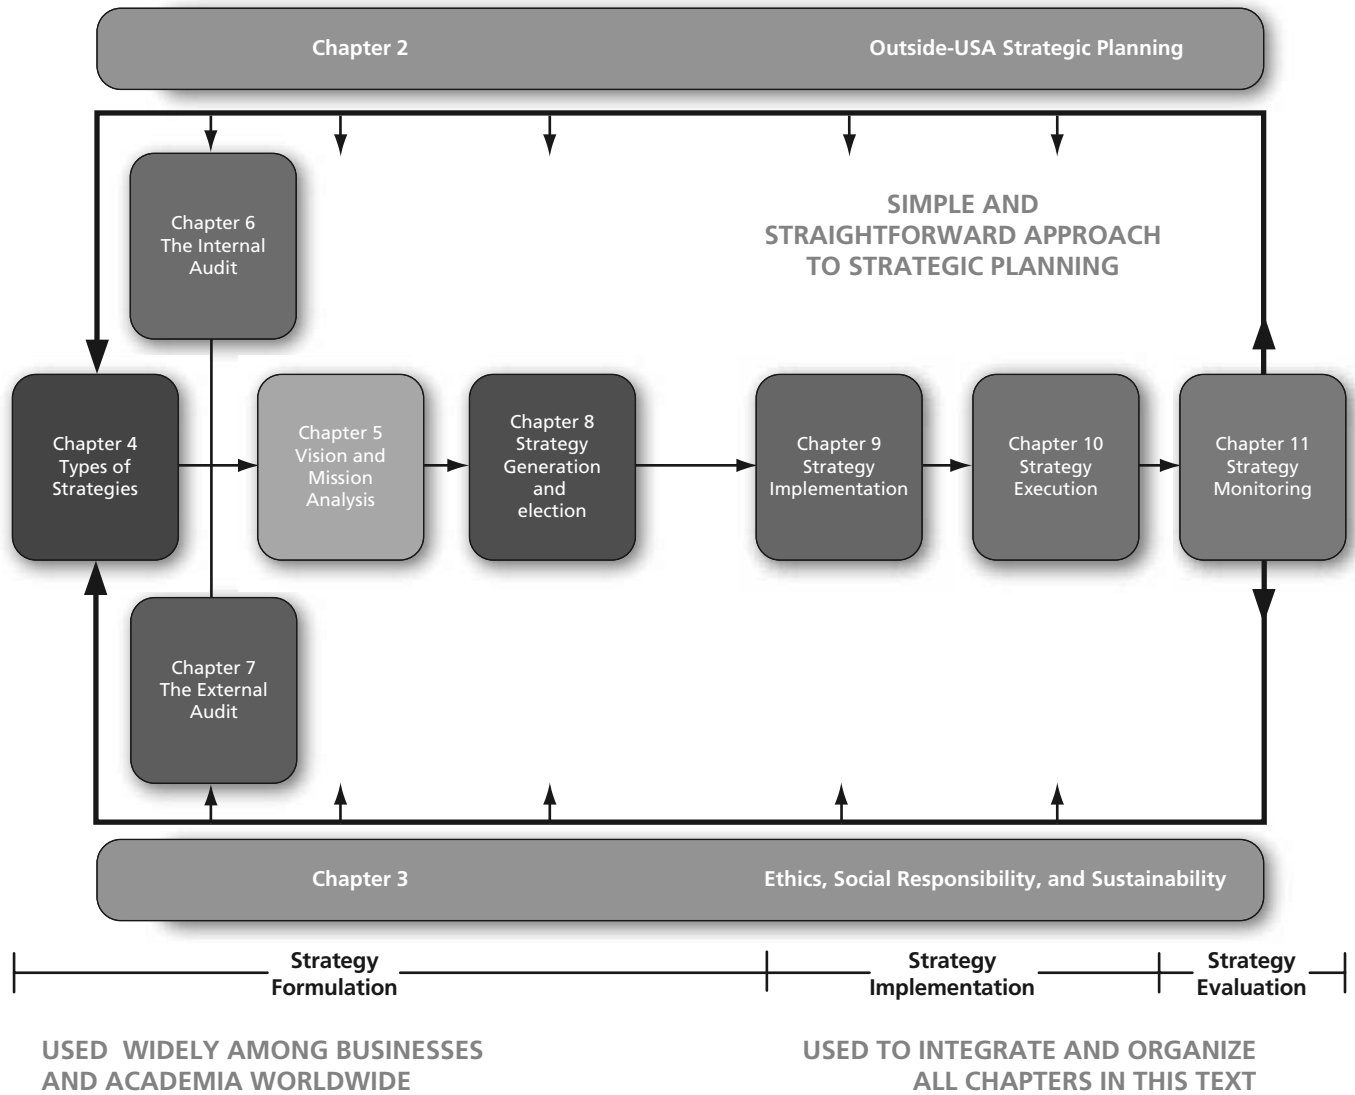 Chapter 2 Outside-USA Strategic Planning
Chapter 6
The Internal
Audit
SIMPLE AND
STRAIGHTFORWARD APPROACH
TO STRATEGIC PLANNING
Chapter 4
Types of
Strategies
Chapter 5
Vision and
Mission
Analysis
Chapter 8
Strategy
Generation
and
election
Chapter 9
Strategy
Implementation
Chapter 10
Strategy
Execution
Chapter 11
Strategy
Monitoring
Chapter 7
The External
Audit
Chapter 3 Ethics, Social Responsibility, and Sustainability
Strategy
Formulation
Strategy
Implementation
Strategy
Evaluation
USED WIDELY AMONG BUSINESSES
AND ACADEMIA WORLDWIDE
USED TO INTEGRATE AND ORGANIZE
ALL CHAPTERS IN THIS TEXT